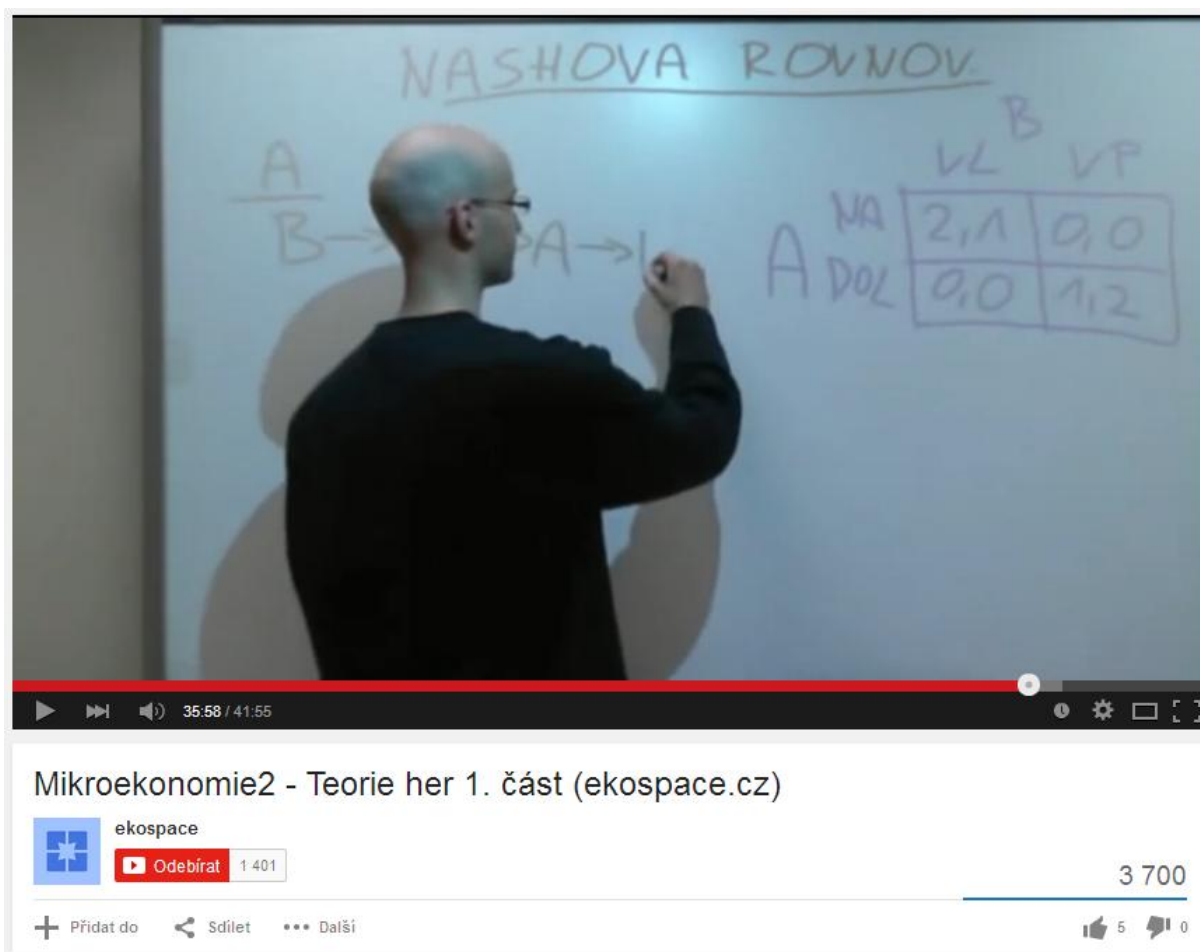 NASHOVA ROVNOV.
B
VL VP
A
B → A →
A
NA 2,1 0,0
DOL 0,0 1,2
35:58 / 41:55
Mikroekonomie2 - Teorie her 1. část (ekospace.cz)
ekospace
Odebírat 1 401
3 700
Přidat do Sdílet Další
5 0